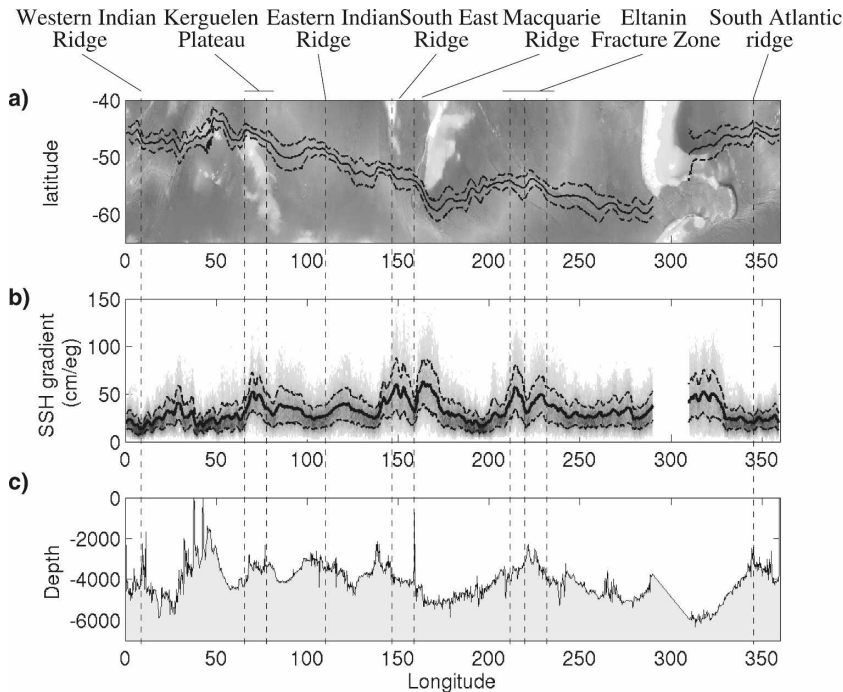 Western Indian Ridge
Kerguelen Plateau
Eastern Indian Ridge
South East Ridge
Macquarie Ridge
Eltanin Fracture Zone
South Atlantic ridge
a)
-40
-50
-60
latitude
0 50 100 150 200 250 300 350
b)
150
100
50
0
SSH gradient
(cm/eg)
0 50 100 150 200 250 300 350
c)
0
-2000
-4000
-6000
Depth
0 50 100 150 200 250 300 350
Longitude